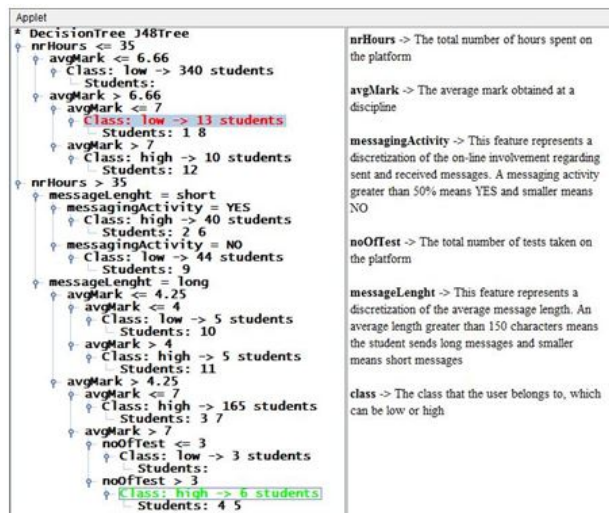 Applet
* DecisionTree J48Tree
nrHours <= 35
avgMark <= 6.66
Class: low -> 340 students
Students:
avgMark > 6.66
avgMark <= 7
Class: low -> 13 students
Students: 1 8
avgMark > 7
Class: high -> 10 students
Students: 12
nrHours > 35
messageLenght = short
messagingActivity = YES
Class: high -> 40 students
Students: 2 6
messagingActivity = NO
Class: low -> 44 students
Students: 9
messageLenght = long
avgMark <= 4.25
avgMark <= 4
Class: low -> 5 students
Students: 10
avgMark > 4
Class: high -> 5 students
Students: 11
avgMark > 4.25
avgMark <= 7
Class: high -> 165 students
Students: 3 7
avgMark > 7
noOfTest <= 3
Class: low -> 3 students
Students:
noOfTest > 3
Class: high -> 6 students
Students: 4 5
nrHours -> The total number of hours spent on
the platform
avgMark -> The average mark obtained at a
discipline
messagingActivity -> This feature represents a
discretization of the on-line involvement regarding
sent and received messages. A messaging activity
greater than 50% means YES and smaller means
NO
noOfTest -> The total number of tests taken on
the platform
messageLenght -> This feature represents a
discretization of the average message length. An
average length greater than 150 characters means
the student sends long messages and smaller
means short messages
class -> The class that the user belongs to, which
can be low or high